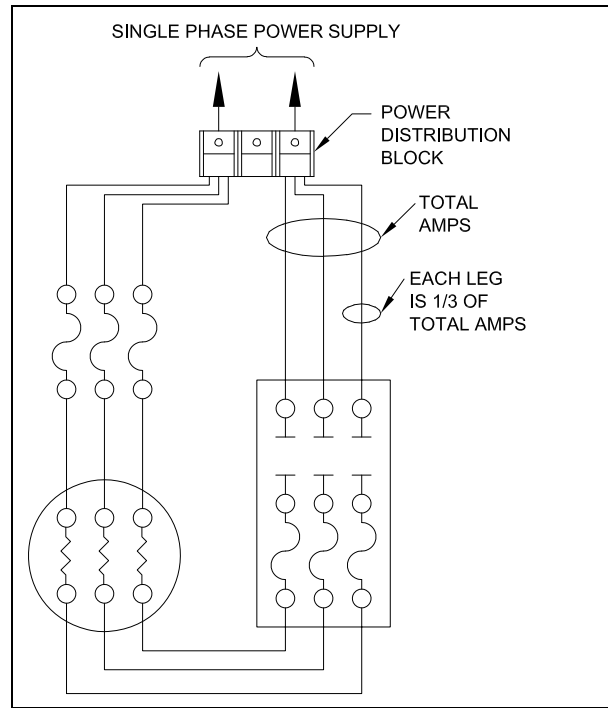 SINGLE PHASE POWER SUPPLY
POWER
DISTRIBUTION
BLOCK
TOTAL
AMPS
EACH LEG
IS 1/3 OF
TOTAL AMPS